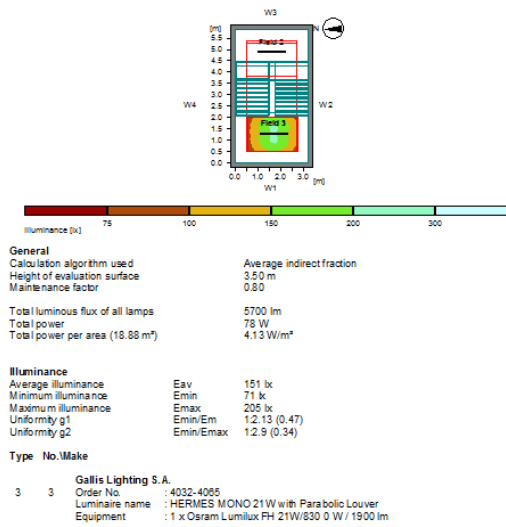 W3
[m]
N
5.5
Field 2
5.0
4.5
4.0
3.5
3.0
W4
W2
2.5
2.0
Field 3
1.5
1.0
0.5
0.0
0.0 1.0 2.0 3.0 [m]
W1
75 100 150 200 300
Illuminance [lx]
General
Calculation algorithm used Average indirect fraction
Height of evaluation surface 3.50 m
Maintenance factor 0.80
Total luminous flux of all lamps 5700 lm
Total power 78 W
Total power per area (18.88 m²) 4.13 W/m²
Illuminance
Average illuminance Eav 151 lx
Minimum illuminance Emin 71 lx
Maximum illuminance Emax 205 lx
Uniformity g1 Emin/Em 1:2.13 (0.47)
Uniformity g2 Emin/Emax 1:2.9 (0.34)
Type No.\Make
Gallis Lighting S.A.
3 3 Order No. : 4032-4065
Luminaire name : HERMES MONO 21W with Parabolic Louver
Equipment : 1 x Osram Lumilux FH 21W/830 0 W / 1900 lm